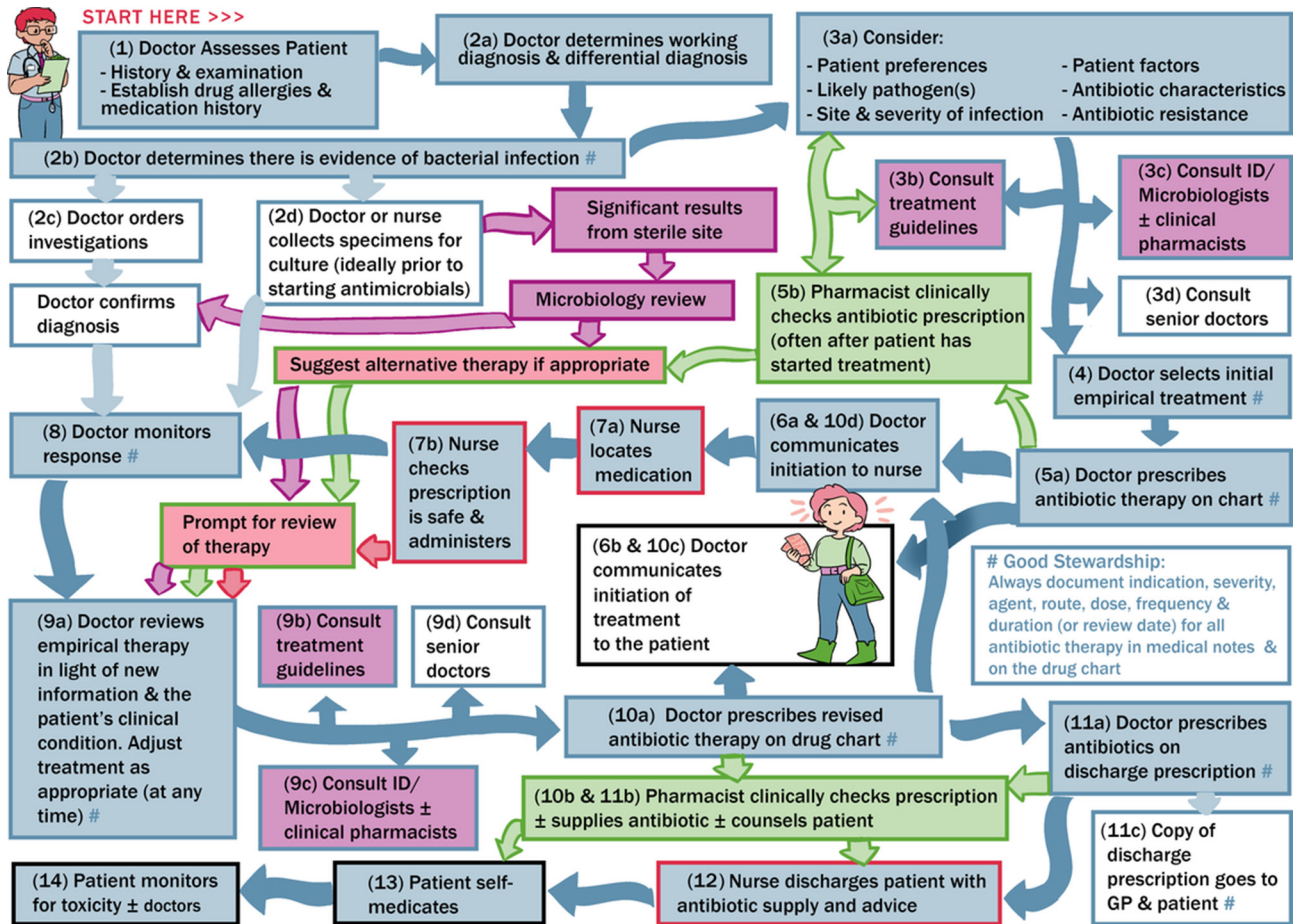 START HERE >>>
(1) Doctor Assesses Patient
- History & examination
- Establish drug allergies &
medication history
(2a) Doctor determines working
diagnosis & differential diagnosis
(3a) Consider:
- Patient preferences
- Likely pathogen(s)
- Site & severity of infection
- Patient factors
- Antibiotic characteristics
- Antibiotic resistance
(2b) Doctor determines there is evidence of bacterial infection #
(2c) Doctor orders
investigations
(2d) Doctor or nurse
collects specimens for
culture (ideally prior to
starting antimicrobials)
Significant results
from sterile site
(3b) Consult
treatment
guidelines
(3c) Consult ID/
Microbiologists
± clinical
pharmacists
Doctor confirms
diagnosis
Microbiology review
(5b) Pharmacist clinically
checks antibiotic prescription
(often after patient has
started treatment)
(3d) Consult
senior doctors
Suggest alternative therapy if appropriate
(4) Doctor selects initial
empirical treatment #
(8) Doctor monitors
response #
(7b) Nurse
checks
prescription
is safe &
administers
(7a) Nurse
locates
medication
(6a & 10d) Doctor
communicates
initiation to nurse
(5a) Doctor prescribes
antibiotic therapy on chart #
Prompt for review
of therapy
(6b & 10c) Doctor
communicates
initiation of
treatment
to the patient
# Good Stewardship:
Always document indication, severity,
agent, route, dose, frequency &
duration (or review date) for all
antibiotic therapy in medical notes &
on the drug chart
(9a) Doctor reviews
empirical therapy
in light of new
information & the
patient's clinical
condition. Adjust
treatment as
appropriate (at any
time) #
(9b) Consult
treatment
guidelines
(9d) Consult
senior
doctors
(9c) Consult ID/
Microbiologists ±
clinical pharmacists
(10a) Doctor prescribes revised
antibiotic therapy on drug chart #
(11a) Doctor prescribes
antibiotics on
discharge prescription #
(10b & 11b) Pharmacist clinically checks prescription
± supplies antibiotic ± counsels patient
(11c) Copy of
discharge
prescription goes to
GP & patient #
(14) Patient monitors
for toxicity ± doctors
(13) Patient self-
medicates
(12) Nurse discharges patient with
antibiotic supply and advice